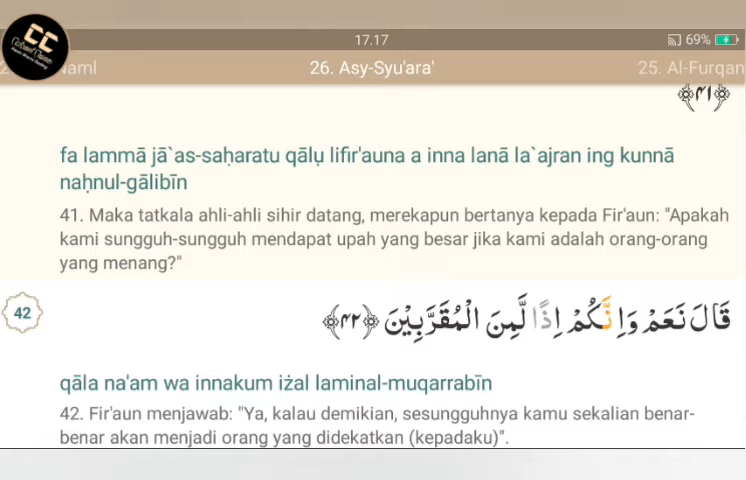 CC
17.17
69%
Naml
26. Asy-Syu'ara'
25. Al-Furqan
﴿٤١﴾
fa lammā jā`as-saḥaratu qālụ lifir'auna a inna lanā la`ajran ing kunnā
naḥnul-gālibīn
41. Maka tatkala ahli-ahli sihir datang, merekapun bertanya kepada Fir'aun: "Apakah
kami sungguh-sungguh mendapat upah yang besar jika kami adalah orang-orang
yang menang?"
42
قَالَ نَعَمْ وَاِنَّكُمْ اِذًا لَّمِنَ الْمُقَرَّبِيْنَ ﴿٤٢﴾
qāla na'am wa innakum iżal laminal-muqarrabīn
42. Fir'aun menjawab: "Ya, kalau demikian, sesungguhnya kamu sekalian benar-
benar akan menjadi orang yang didekatkan (kepadaku)".